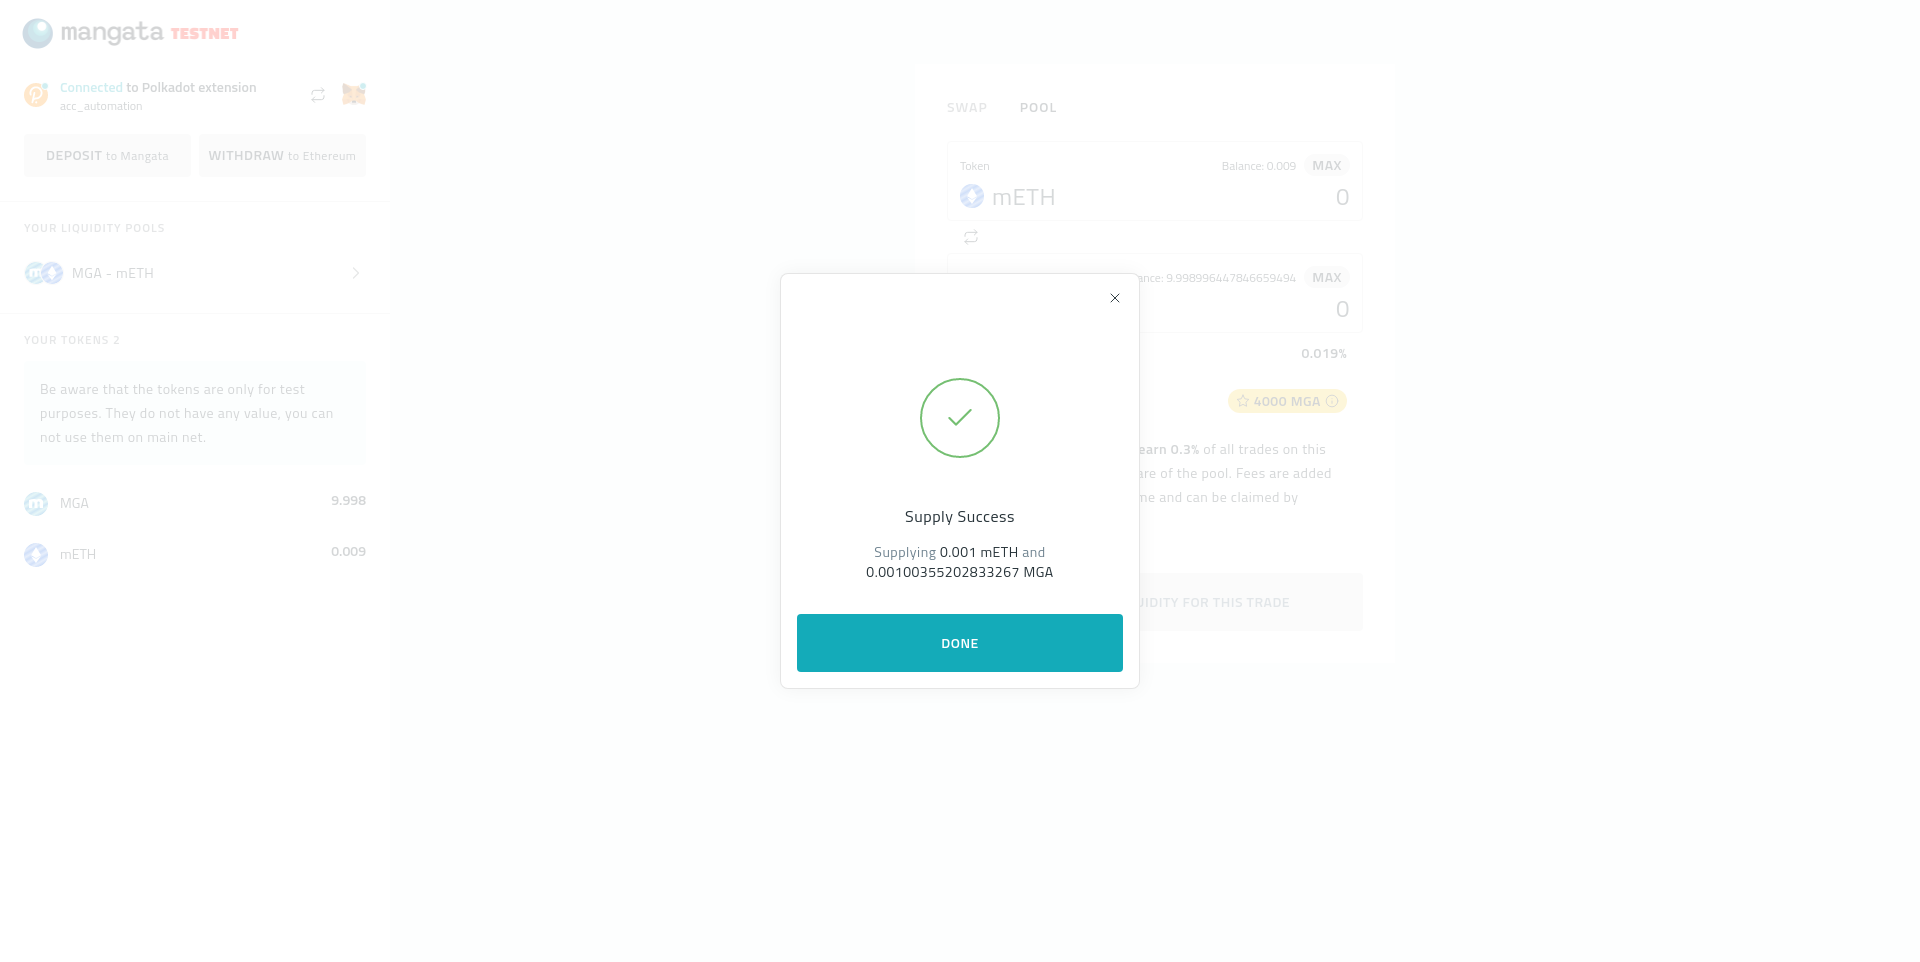 mangata TESTNET
Connected to Polkadot extension
acc_automation
DEPOSIT to Mangata
WITHDRAW to Ethereum
YOUR LIQUIDITY POOLS
MGA - mETH
YOUR TOKENS 2
Be aware that the tokens are only for test
purposes. They do not have any value, you can
not use them on main net.
MGA 9.998
mETH 0.009
SWAP POOL
Token Balance: 0.009 MAX
mETH 0
9.998996447846659494 MAX
0
0.019%
4000 MGA
earn 0.3% of all trades on this
of the pool. Fees are added
and can be claimed by
FOR THIS TRADE
Supply Success
Supplying 0.001 mETH and
0.00100355202833267 MGA
DONE